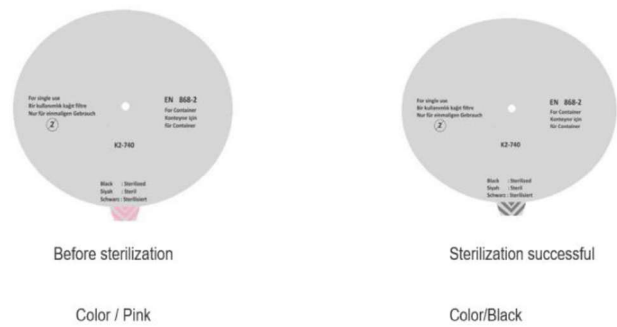 For single use
Bir kullanımlık kağıt filtre
Nur für einmaligen Gebrauch
2
EN 868-2
For Container
Konteyne için
für Container
K2-740
Black : Sterilized
Siyah : Steril
Schwarz : Sterilisiert
For single use
Bir kullanımlık kağıt filtre
Nur für einmaligen Gebrauch
2
EN 868-2
For Container
Konteyne için
für Container
K2-740
Black : Sterilized
Siyah : Steril
Schwarz : Sterilisiert
Before sterilization
Sterilization successful
Color / Pink
Color/Black